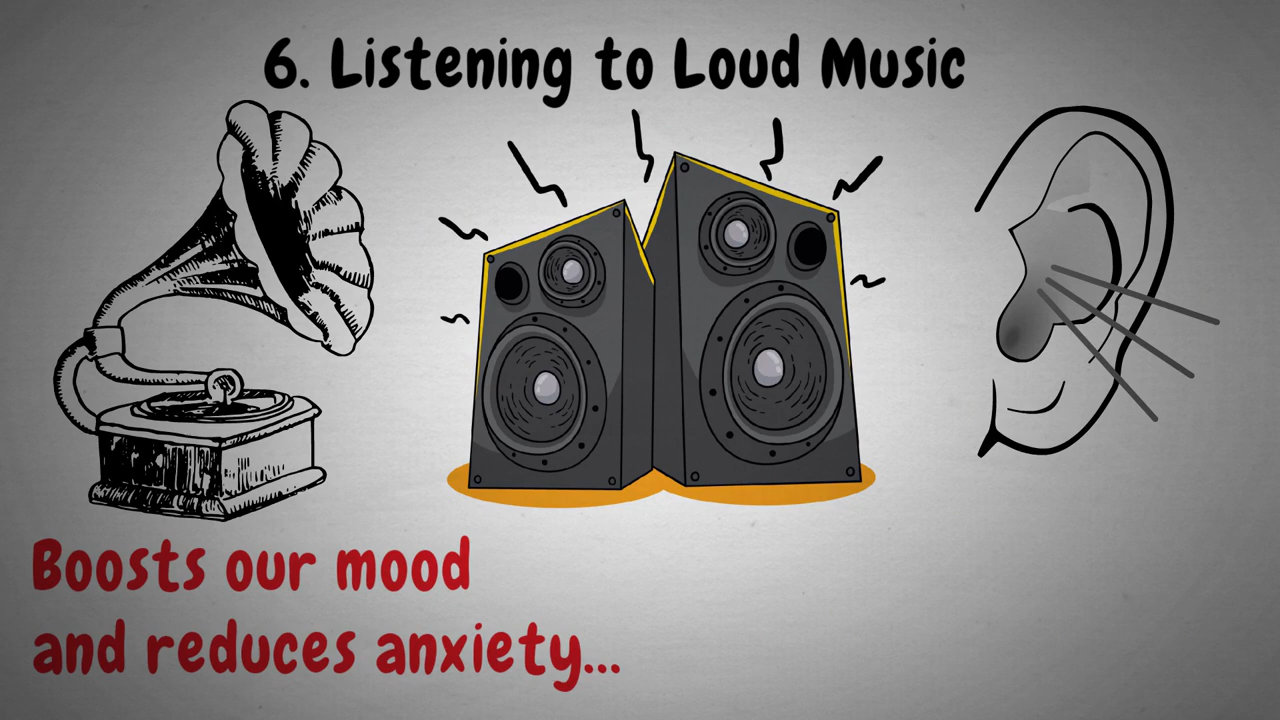 6. Listening to Loud Music
Boosts our mood
and reduces anxiety...